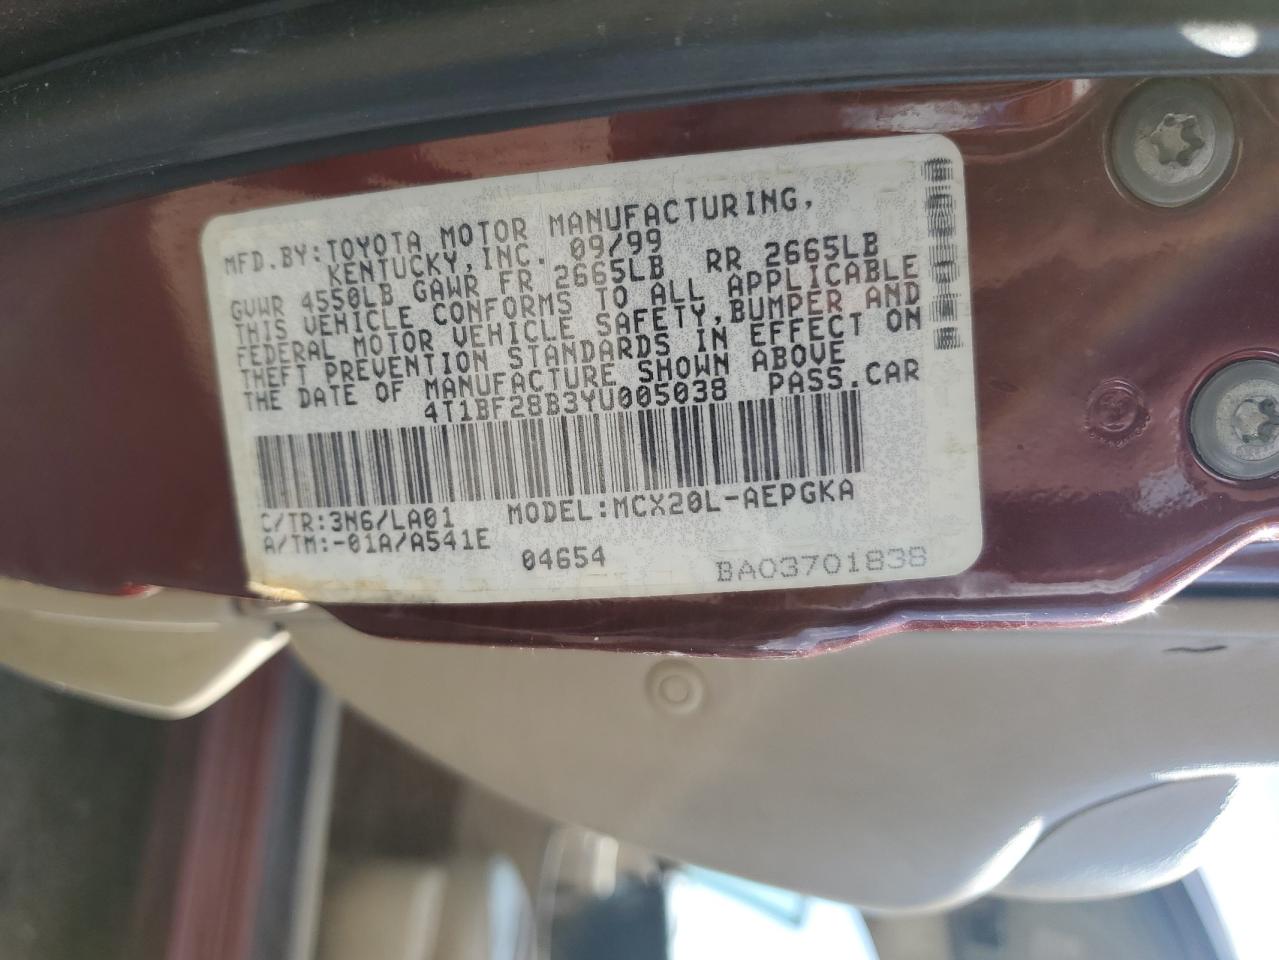 MFD.BY:TOYOTA MOTOR MANUFACTURING,
KENTUCKY,INC. 09/99
GVWR 4550LB GAWR FR 2665LB RR 2665LB
THIS VEHICLE CONFORMS TO ALL APPLICABLE
FEDERAL MOTOR VEHICLE SAFETY,BUMPER AND
THEFT PREVENTION STANDARDS IN EFFECT ON
THE DATE OF MANUFACTURE SHOWN ABOVE
4T1BF28B3YU005038 PASS.CAR
C/TR:3N6/LA01 MODEL:MCX20L-AEPGKA
A/TM:-01A/A541E 04654 BA03701838